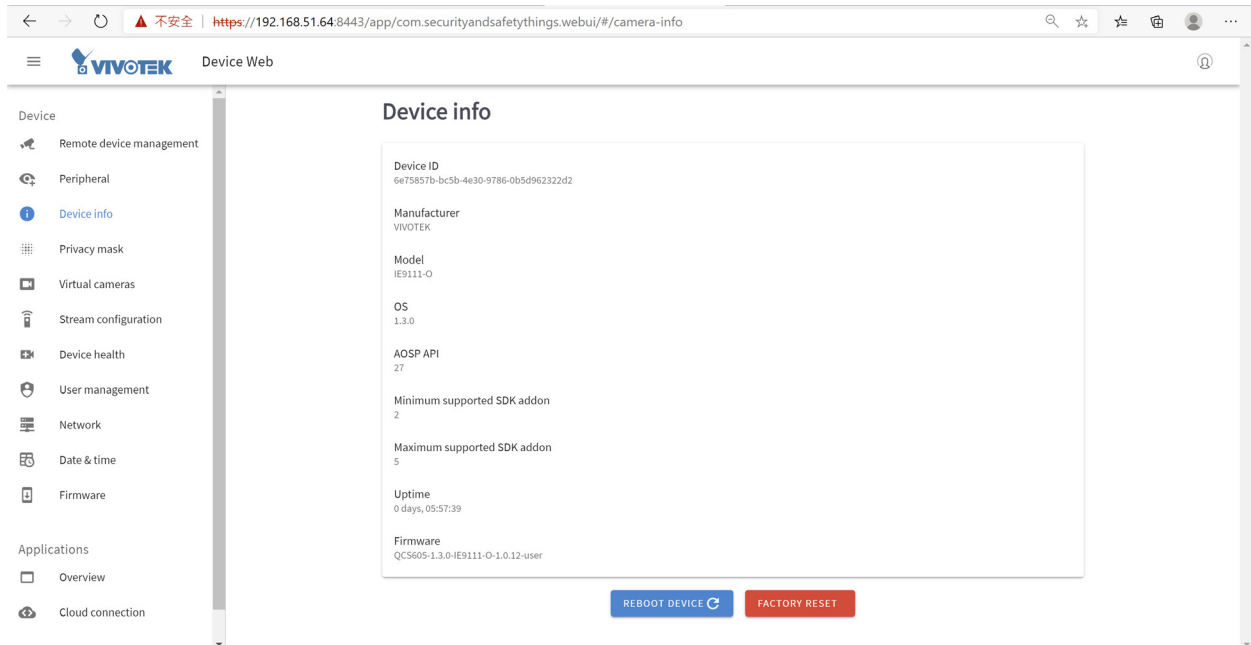 不安全 https://192.168.51.64:8443/app/com.securityandsafetythings.webui/#/camera-info
VIVOTEK Device Web
Device
Remote device management
Peripheral
Device info
Privacy mask
Virtual cameras
Stream configuration
Device health
User management
Network
Date & time
Firmware
Applications
Overview
Cloud connection
Device info
Device ID
6e75857b-bc5b-4e30-9786-0b5d962322d2
Manufacturer
VIVOTEK
Model
IE9111-O
OS
1.3.0
AOSP API
27
Minimum supported SDK addon
2
Maximum supported SDK addon
5
Uptime
0 days, 05:57:39
Firmware
QCS605-1.3.0-IE9111-O-1.0.12-user
REBOOT DEVICE
FACTORY RESET